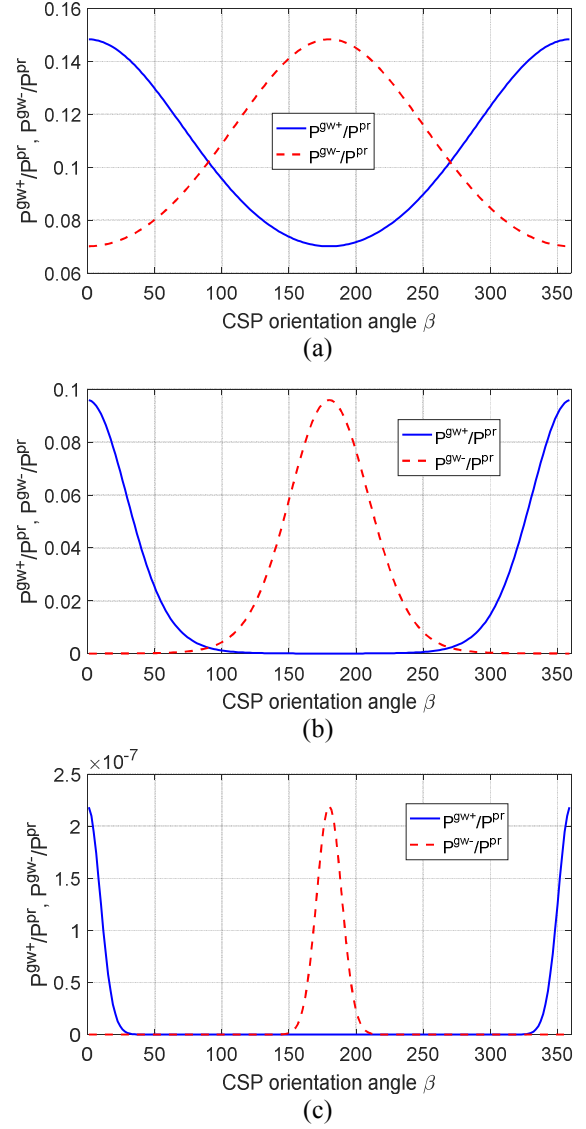 0.16
0.14
0.12
0.1
0.08
0.06
P^gw+/P^pr, P^gw-/P^pr
P^gw+/P^pr
P^gw-/P^pr
0 50 100 150 200 250 300 350
CSP orientation angle β
(a)
0.1
0.08
0.06
0.04
0.02
0
P^gw+/P^pr, P^gw-/P^pr
P^gw+/P^pr
P^gw-/P^pr
0 50 100 150 200 250 300 350
CSP orientation angle β
(b)
×10^-7
2.5
2
1.5
1
0.5
0
P^gw+/P^pr, P^gw-/P^pr
P^gw+/P^pr
P^gw-/P^pr
0 50 100 150 200 250 300 350
CSP orientation angle β
(c)